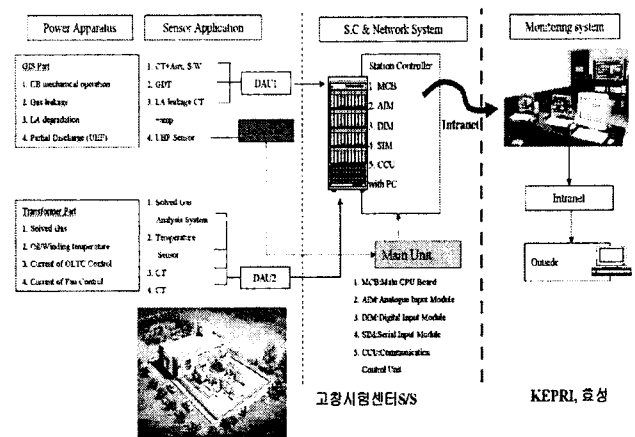 Power Apparatus
Sensor Application
S.C & Network System
Monitoring system
GIS Part
1. CB mechanical operation
2. Gas leakage
3. LA degradation
4. Partial Discharge (UHF)
1. CT+Aux. S/W
2. GDT
3. LA leakage CT
+amp
4. UHF Sensor
DAU1
Station Controller
1. MCB
2. AIM
3. DIM
4. SIM
5. CCU
with PC
Intranet
Intranet
Outside
Transformer Part
1. Solved Gas
2. Oil/Winding temperature
3. Current of OLTC Control
4. Current of Fan Control
1. Solved Gas
Analysis System
2. Temperature
Sensor
3. CT
4. CT
DAU2
Main Unit
1. MCB:Main CPU Board
2. AIM:Analogue Input Module
3. DIM:Digital Input Module
4. SIM:Serial Input Module
5. CCU:Communication
Control Unit
고창시험센터S/S
KEPRI, 효성